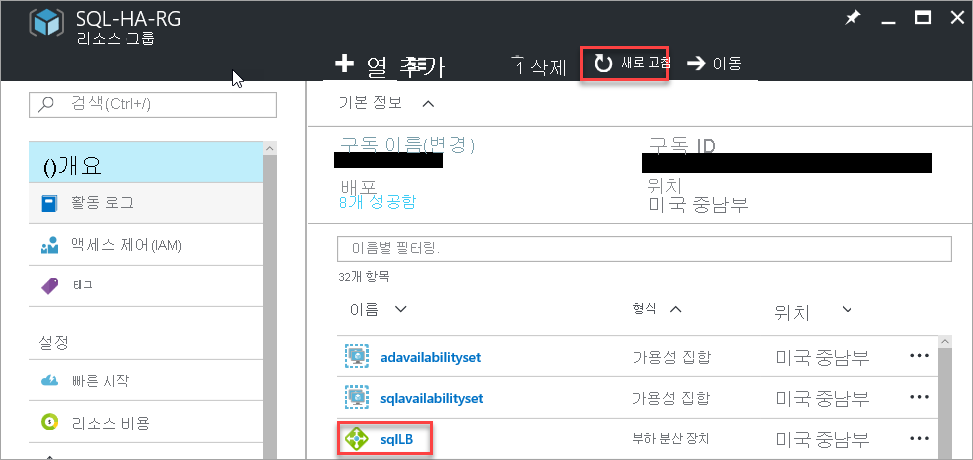 SQL-HA-RG
리소스 그룹
열 추가 삭제 새로 고침 이동
검색(Ctrl+/)
()개요
활동 로그
액세스 제어(IAM)
태그
설정
빠른 시작
리소스 비용
기본 정보
구독 이름(변경) 구독 ID
배포 위치
8개 성공함 미국 중남부
이름별 필터링.
32개 항목
이름 형식 위치
adavailabilityset 가용성 집합 미국 중남부
sqlavailabilityset 가용성 집합 미국 중남부
sqlLB 부하 분산 장치 미국 중남부